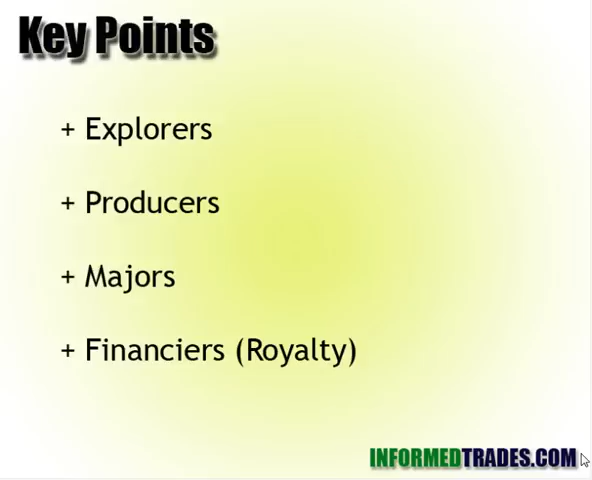 Key Points
+ Explorers
+ Producers
+ Majors
+ Financiers (Royalty)
INFORMEDTRADES.COM